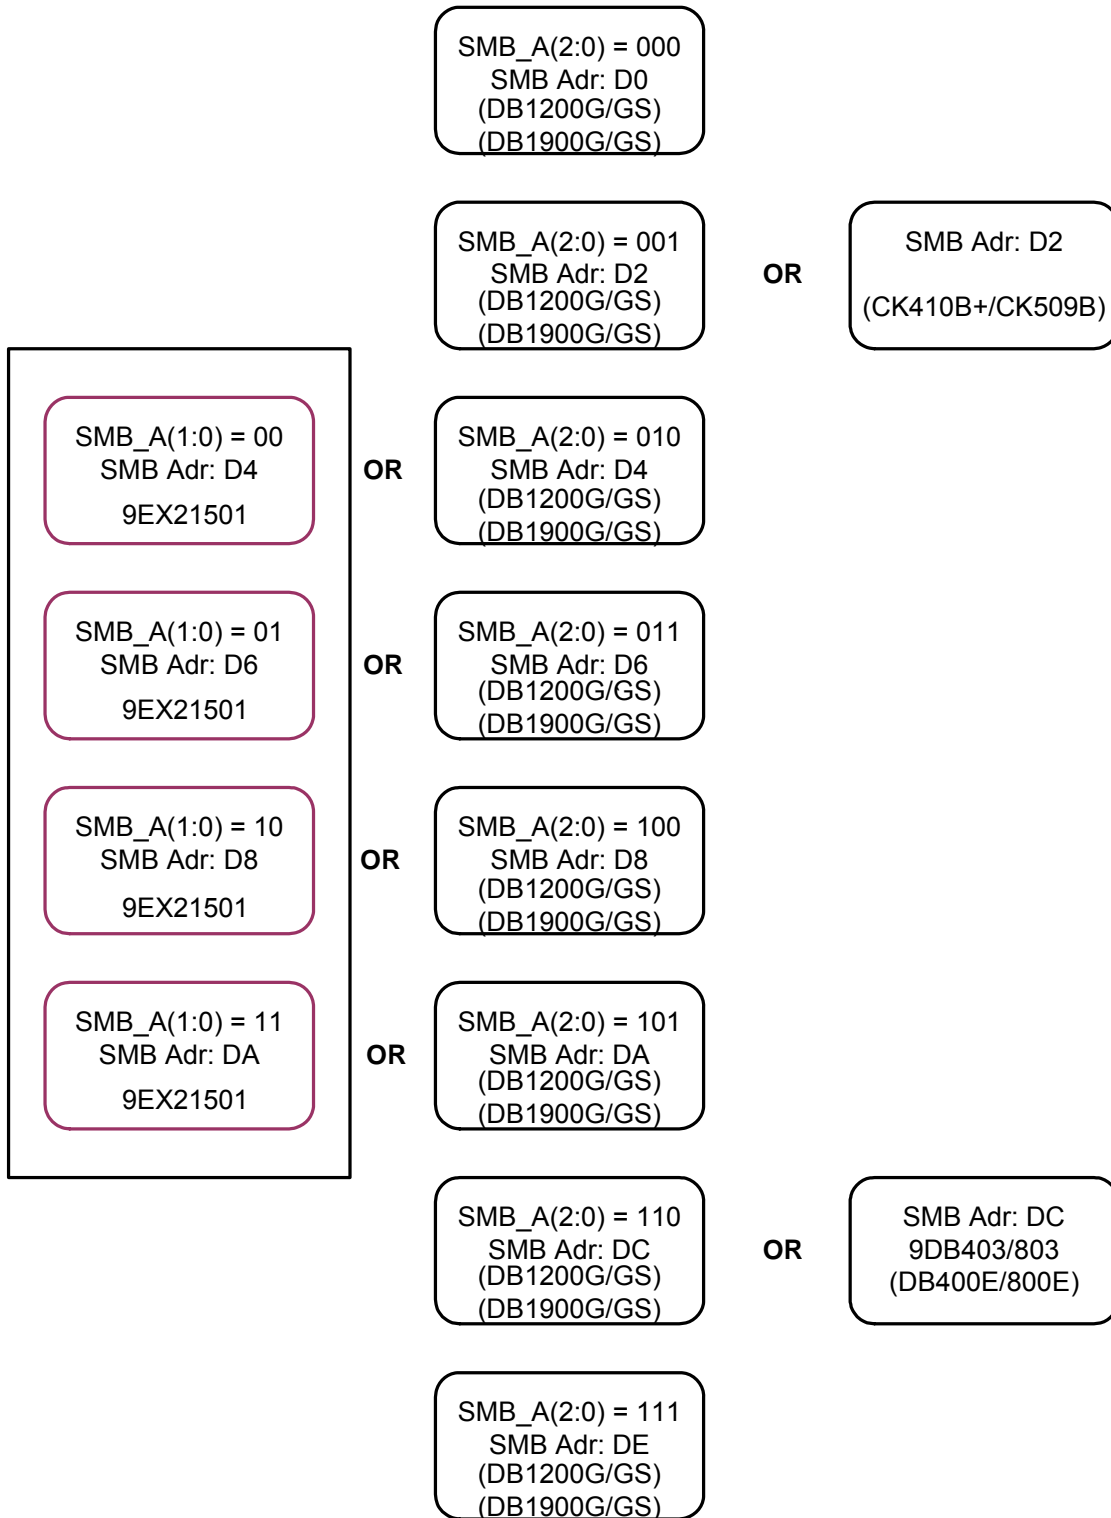 SMB_A(2:0) = 000
SMB Adr: D0
(DB1200G/GS)
(DB1900G/GS)
SMB_A(2:0) = 001
SMB Adr: D2
(DB1200G/GS)
(DB1900G/GS)
OR
SMB Adr: D2
(CK410B+/CK509B)
SMB_A(1:0) = 00
SMB Adr: D4
9EX21501
OR
SMB_A(2:0) = 010
SMB Adr: D4
(DB1200G/GS)
(DB1900G/GS)
SMB_A(1:0) = 01
SMB Adr: D6
9EX21501
OR
SMB_A(2:0) = 011
SMB Adr: D6
(DB1200G/GS)
(DB1900G/GS)
SMB_A(1:0) = 10
SMB Adr: D8
9EX21501
OR
SMB_A(2:0) = 100
SMB Adr: D8
(DB1200G/GS)
(DB1900G/GS)
SMB_A(1:0) = 11
SMB Adr: DA
9EX21501
OR
SMB_A(2:0) = 101
SMB Adr: DA
(DB1200G/GS)
(DB1900G/GS)
SMB_A(2:0) = 110
SMB Adr: DC
(DB1200G/GS)
(DB1900G/GS)
OR
SMB Adr: DC
9DB403/803
(DB400E/800E)
SMB_A(2:0) = 111
SMB Adr: DE
(DB1200G/GS)
(DB1900G/GS)